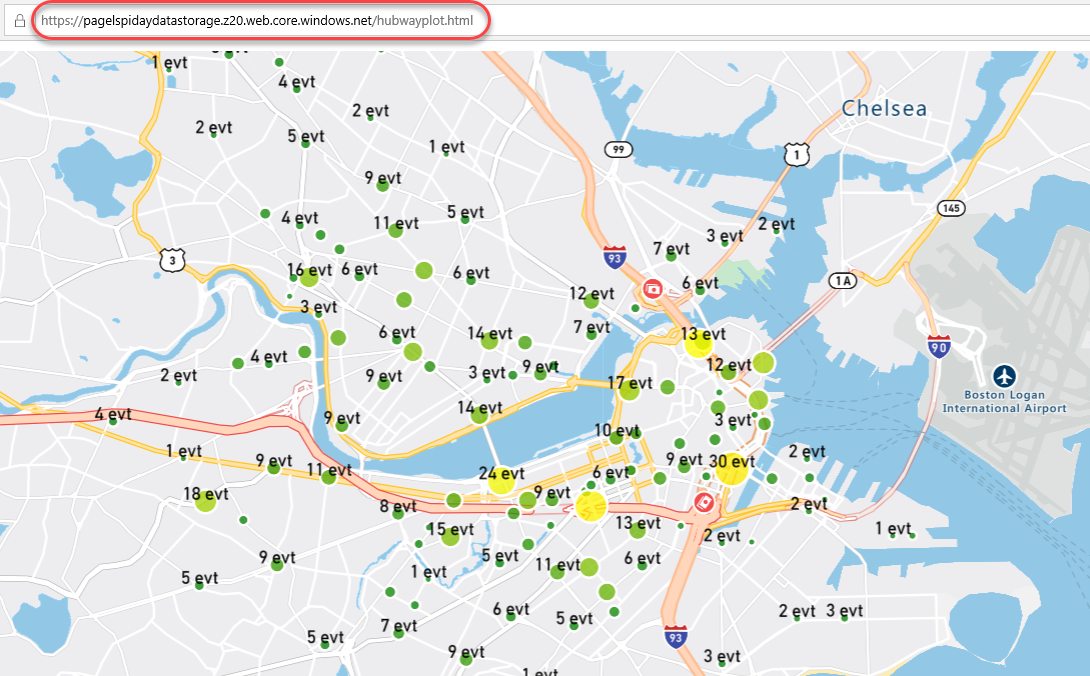 https://pagelspidaydatastorage.z20.web.core.windows.net/hubwayplot.html
1 evt
4 evt
2 evt
Chelsea
2 evt
5 evt
1 evt
99
1
9 evt
145
4 evt
11 evt
5 evt
2 evt
3 evt
7 evt
3
93
16 evt
6 evt
6 evt
6 evt
1A
12 evt
3 evt
7 evt
6 evt
14 evt
13 evt
90
4 evt
9 evt
12 evt
2 evt
9 evt
3 evt
17 evt
Boston Logan
International Airport
4 evt
9 evt
14 evt
3 evt
10 evt
1 evt
9 evt
11 evt
24 evt
6 evt
9 evt
30 evt
2 evt
18 evt
8 evt
9 evt
2 evt
15 evt
13 evt
2 evt
1 evt
9 evt
5 evt
6 evt
5 evt
1 evt
11 evt
6 evt
5 evt
2 evt
3 evt
5 evt
7 evt
93
9 evt
3 evt
1 evt